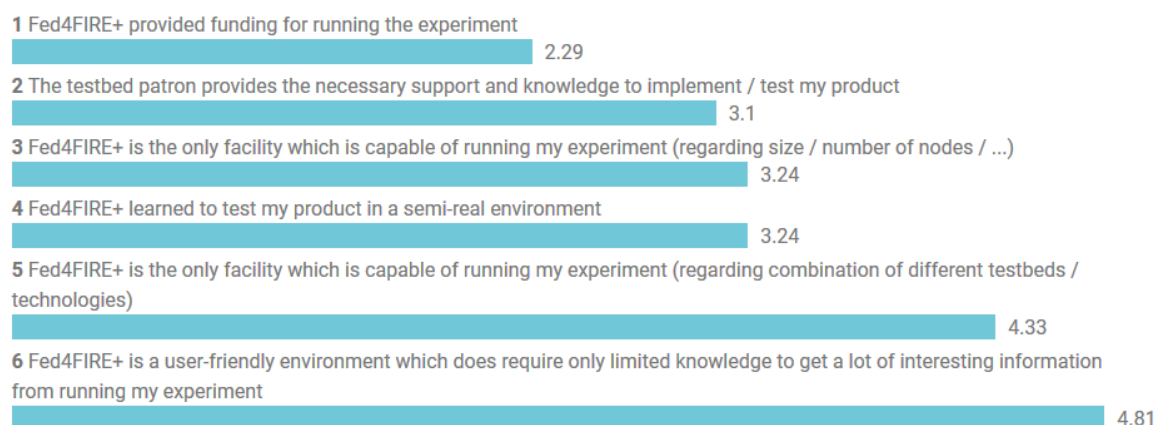 1 Fed4FIRE+ provided funding for running the experiment
2.29
2 The testbed patron provides the necessary support and knowledge to implement / test my product
3.1
3 Fed4FIRE+ is the only facility which is capable of running my experiment (regarding size / number of nodes / ...)
3.24
4 Fed4FIRE+ learned to test my product in a semi-real environment
3.24
5 Fed4FIRE+ is the only facility which is capable of running my experiment (regarding combination of different testbeds /
technologies)
4.33
6 Fed4FIRE+ is a user-friendly environment which does require only limited knowledge to get a lot of interesting information
from running my experiment
4.81